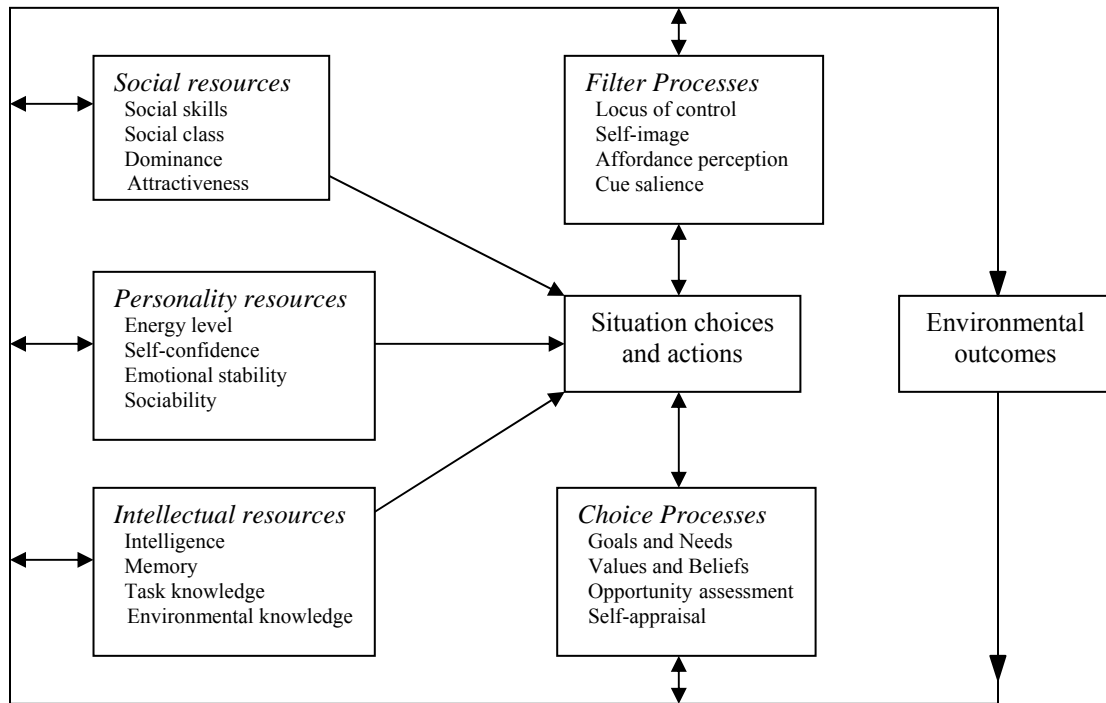 Social resources
Social skills
Social class
Dominance
Attractiveness
Filter Processes
Locus of control
Self-image
Affordance perception
Cue salience
Personality resources
Energy level
Self-confidence
Emotional stability
Sociability
Situation choices
and actions
Environmental
outcomes
Intellectual resources
Intelligence
Memory
Task knowledge
Environmental knowledge
Choice Processes
Goals and Needs
Values and Beliefs
Opportunity assessment
Self-appraisal